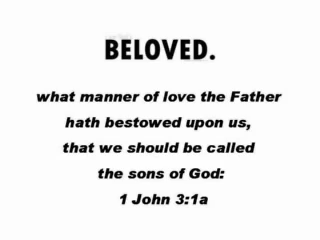 BELOVED.
what manner of love the Father
hath bestowed upon us,
that we should be called
the sons of God:
1 John 3:1a